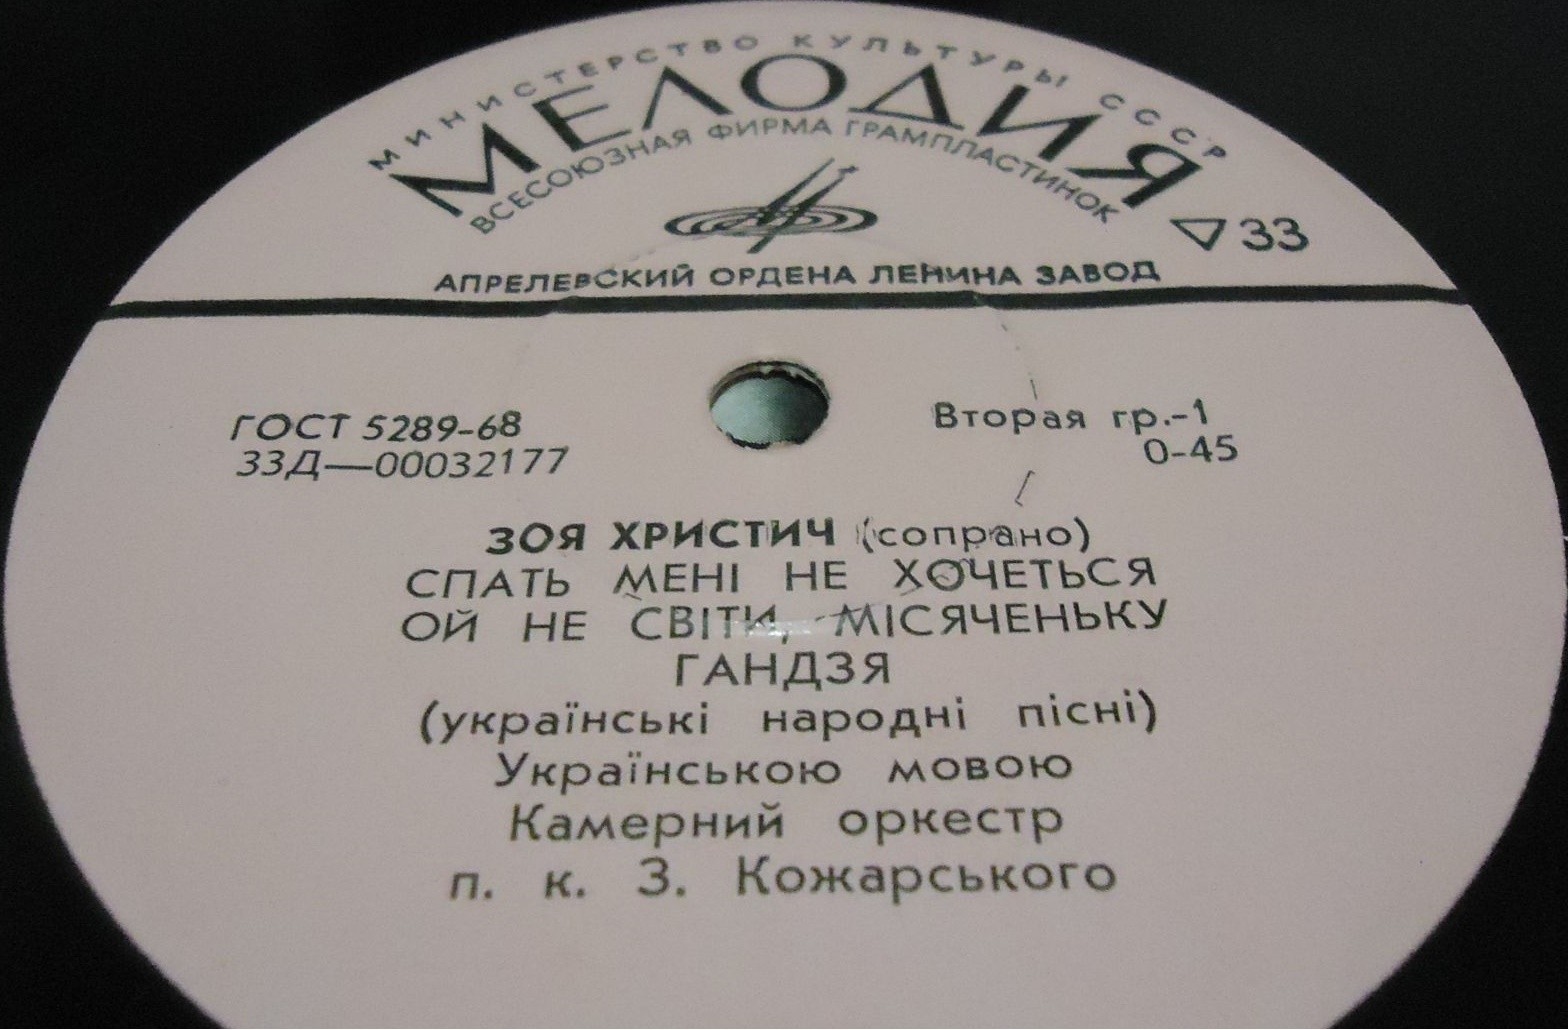 МИНИСТЕРСТВО КУЛЬТУРЫ СССР
МЕЛОДИЯ
ВСЕСОЮЗНАЯ ФИРМА ГРАМПЛАСТИНОК
33
АПРЕЛЕВСКИЙ ОРДЕНА ЛЕНИНА ЗАВОД
ГОСТ 5289-68
33Д—00032177
Вторая гр.-1
0-45
ЗОЯ ХРИСТИЧ (сопрано)
СПАТЬ МЕНІ НЕ ХОЧЕТЬСЯ
ОЙ НЕ СВІТИ, МІСЯЧЕНЬКУ
ГАНДЗЯ
(українські народні пісні)
Українською мовою
Камерний оркестр
п. к. З. Кожарського